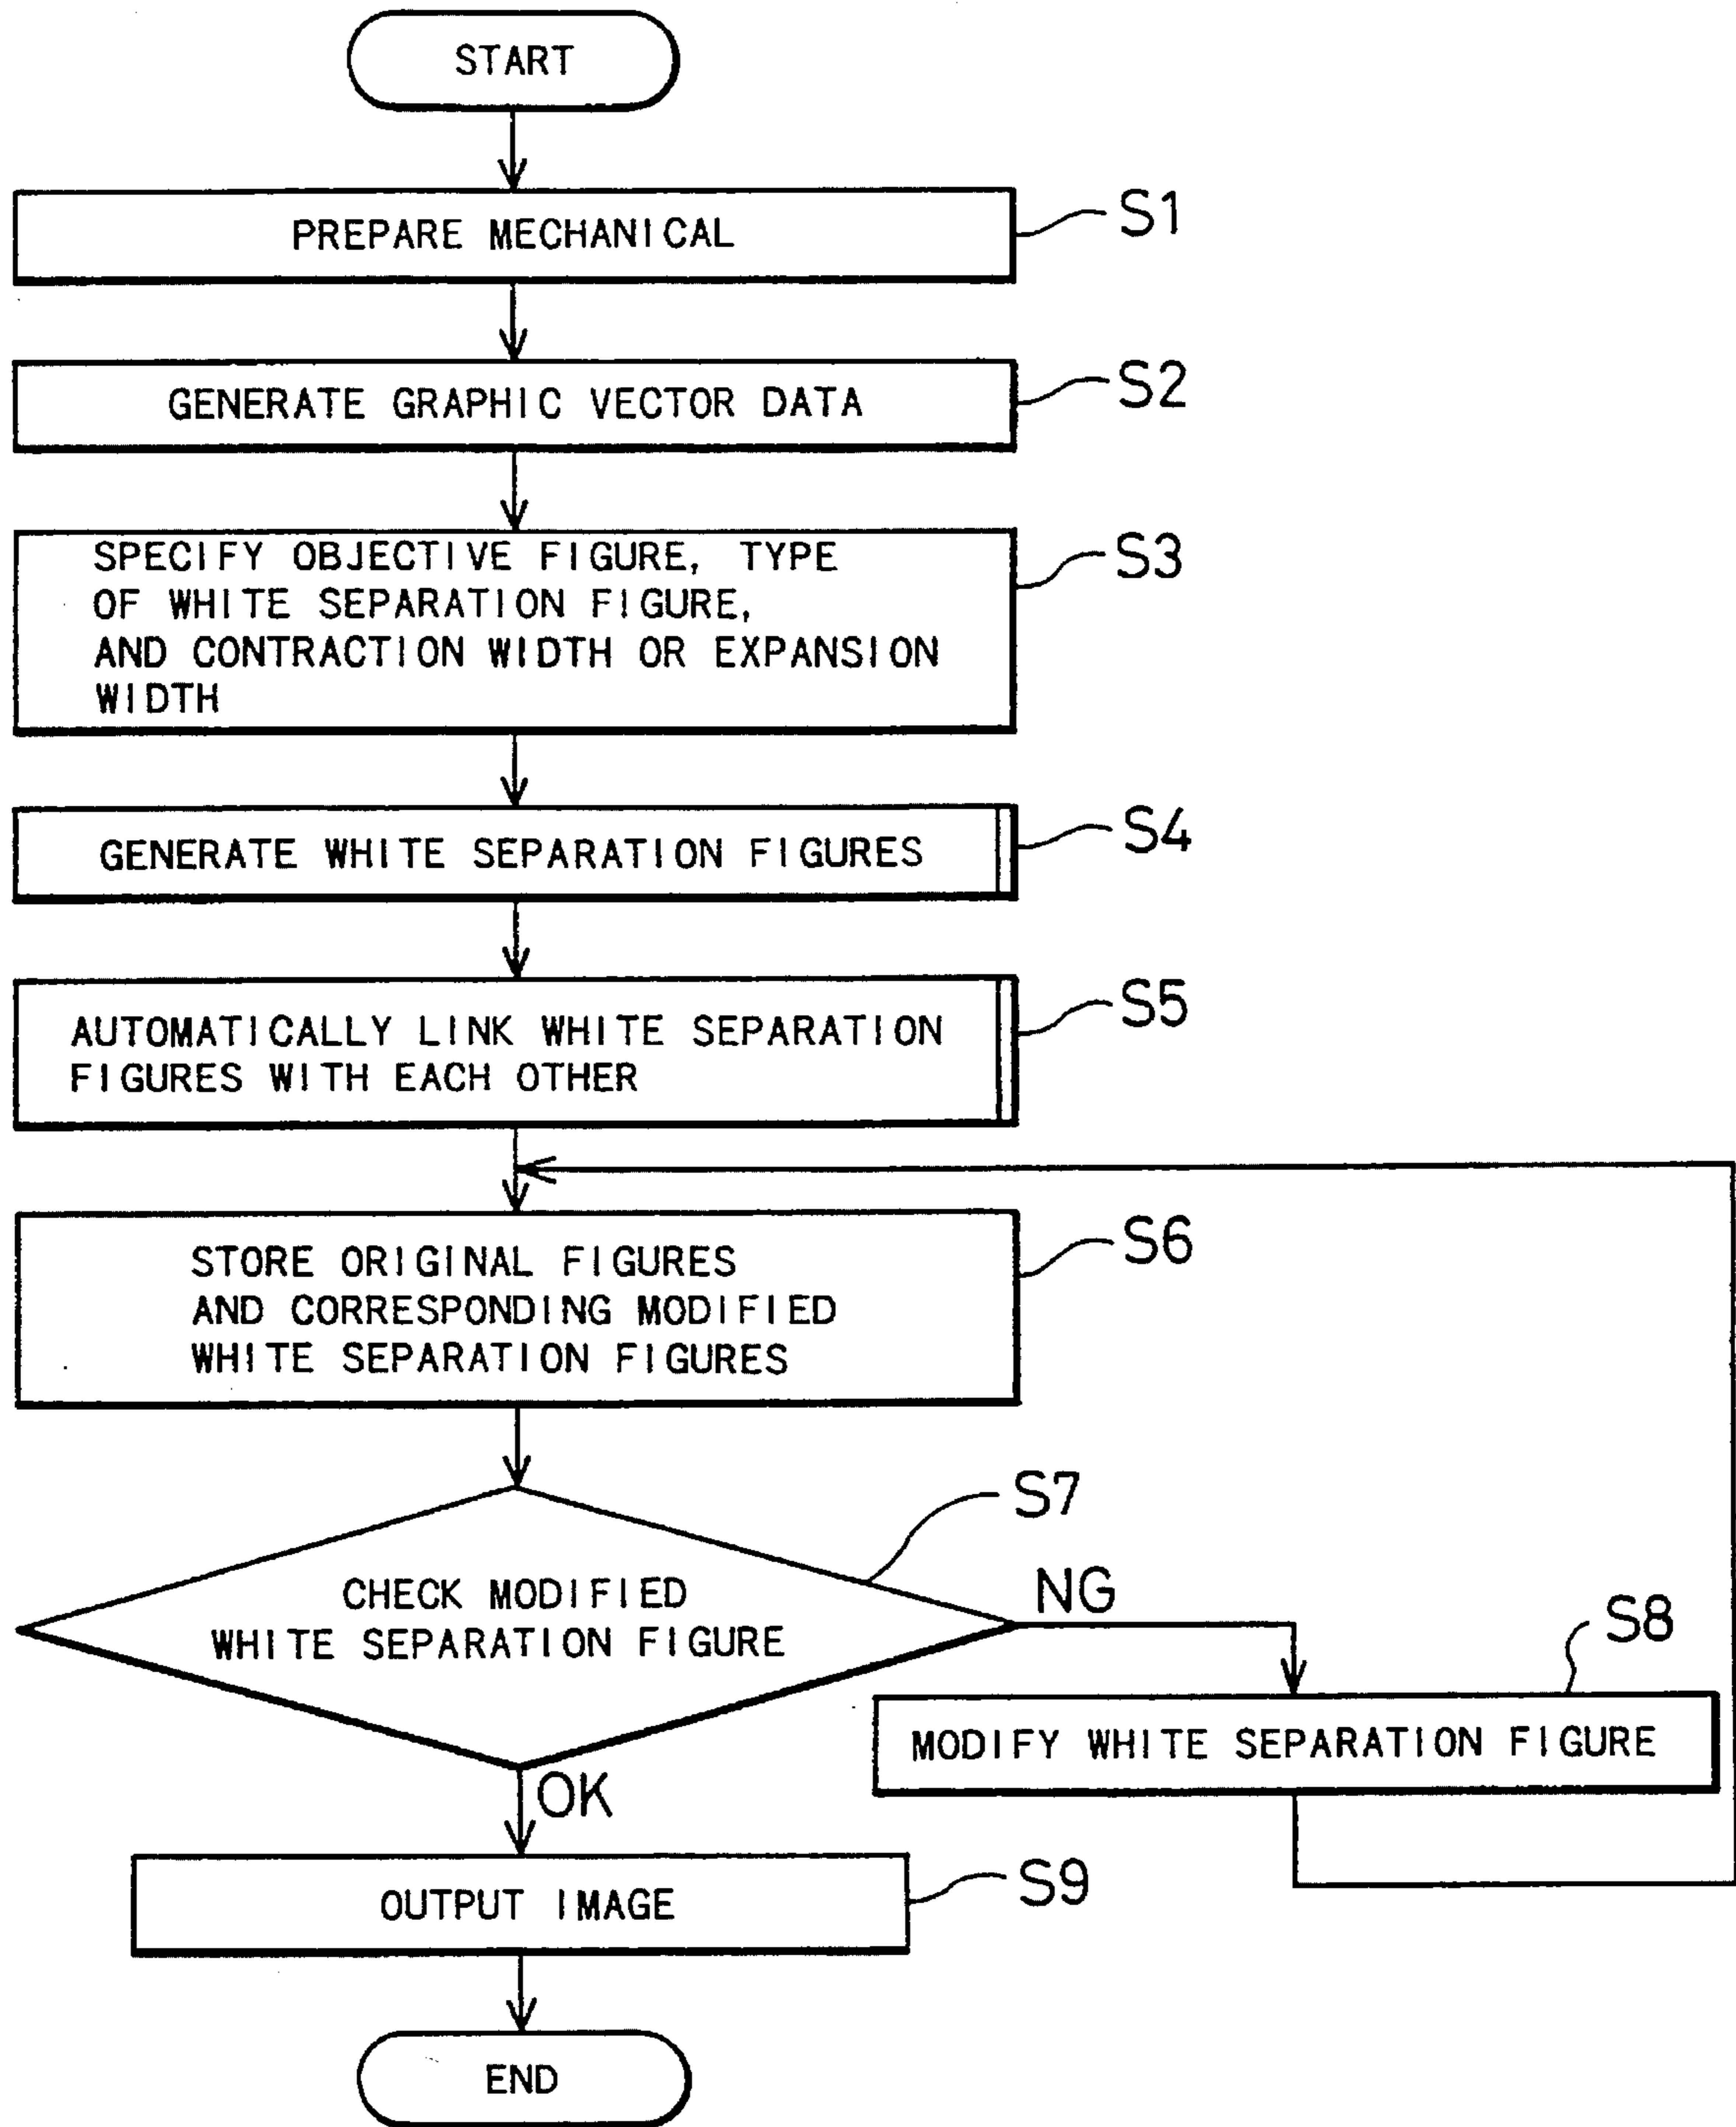 START
PREPARE MECHANICAL
S1
GENERATE GRAPHIC VECTOR DATA
S2
SPECIFY OBJECTIVE FIGURE, TYPE
OF WHITE SEPARATION FIGURE,
AND CONTRACTION WIDTH OR EXPANSION
WIDTH
S3
GENERATE WHITE SEPARATION FIGURES
S4
AUTOMATICALLY LINK WHITE SEPARATION
FIGURES WITH EACH OTHER
S5
STORE ORIGINAL FIGURES
AND CORRESPONDING MODIFIED
WHITE SEPARATION FIGURES
S6
CHECK MODIFIED
WHITE SEPARATION FIGURE
S7
NG
S8
MODIFY WHITE SEPARATION FIGURE
OK
OUTPUT IMAGE
S9
END